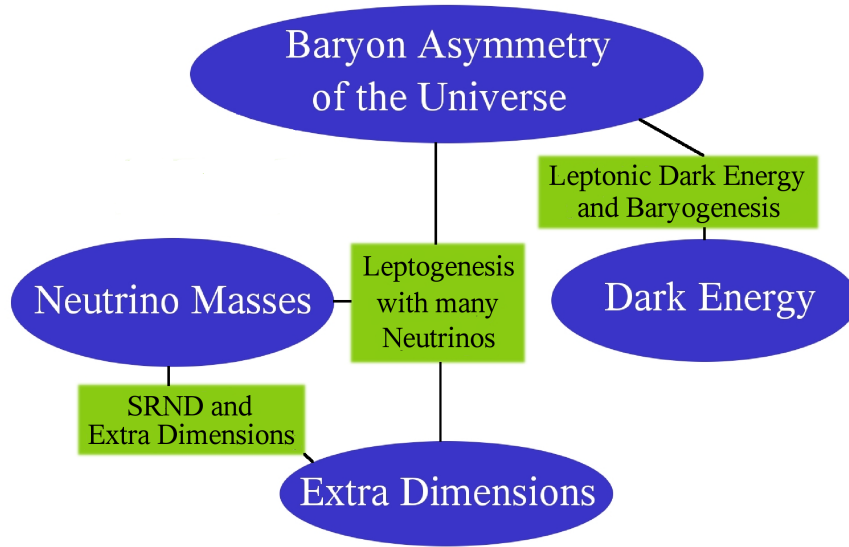 Baryon Asymmetry
of the Universe
Leptonic Dark Energy
and Baryogenesis
Leptogenesis
with many
Neutrinos
Neutrino Masses
Dark Energy
SRND and
Extra Dimensions
Extra Dimensions